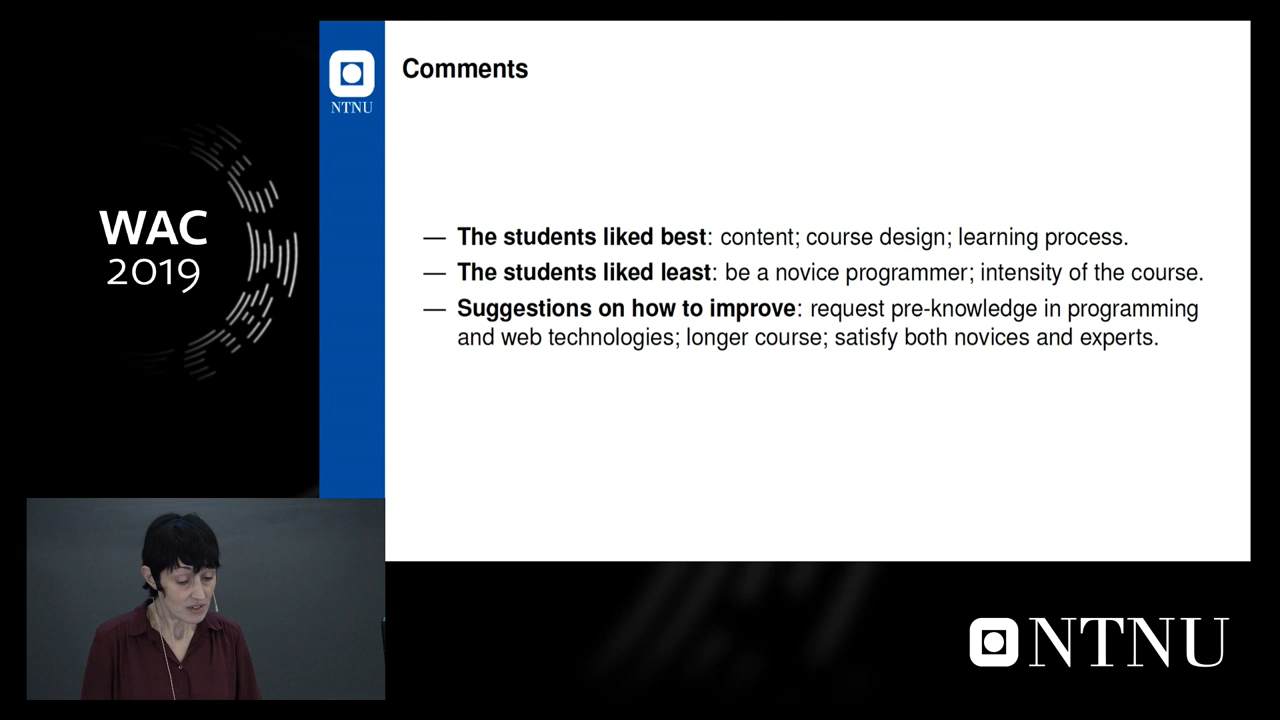 Comments
NTNU
WAC
2019
— The students liked best: content; course design; learning process.
— The students liked least: be a novice programmer; intensity of the course.
— Suggestions on how to improve: request pre-knowledge in programming
and web technologies; longer course; satisfy both novices and experts.
NTNU